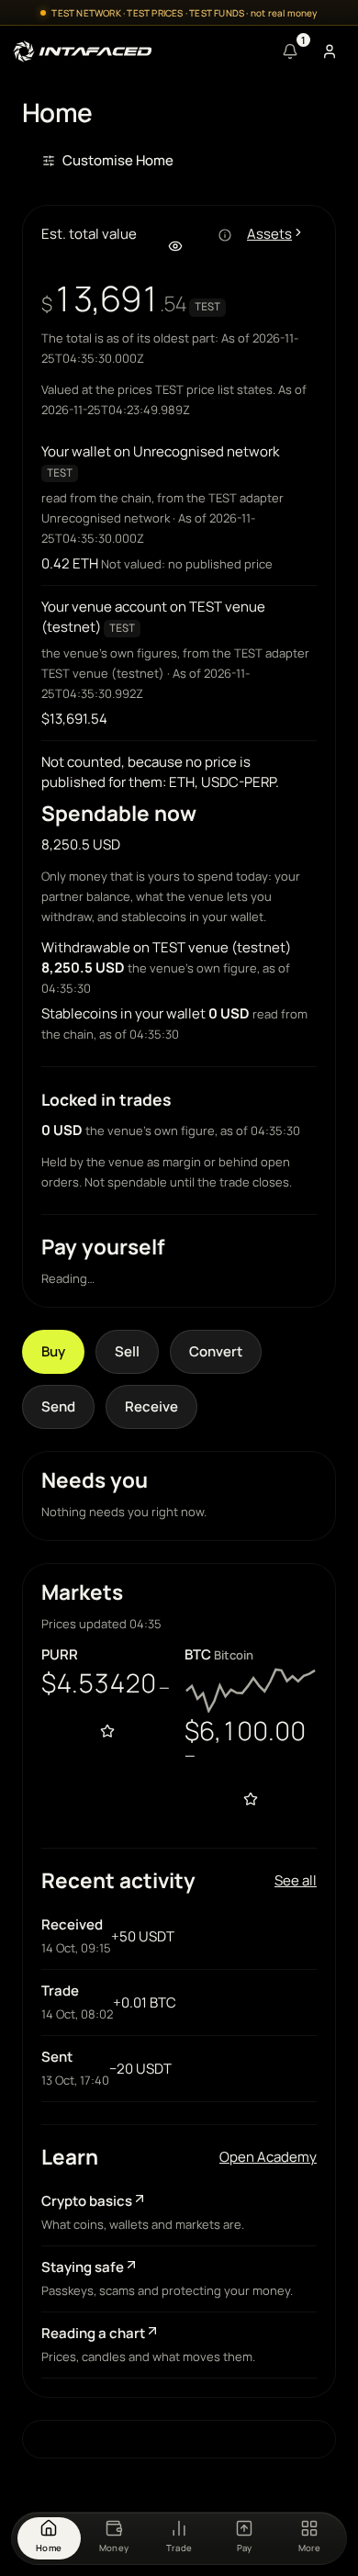 TEST NETWORK · TEST PRICES · TEST FUNDS · not real money
INTAFACED
1
Home
Customise Home
Est. total value
Assets
$13,691.54 TEST
The total is as of its oldest part: As of 2026-11-
25T04:35:30.000Z
Valued at the prices TEST price list states. As of
2026-11-25T04:23:49.989Z
Your wallet on Unrecognised network
TEST
read from the chain, from the TEST adapter
Unrecognised network · As of 2026-11-
25T04:35:30.000Z
0.42 ETH Not valued: no published price
Your venue account on TEST venue
(testnet) TEST
the venue's own figures, from the TEST adapter
TEST venue (testnet) · As of 2026-11-
25T04:35:30.992Z
$13,691.54
Not counted, because no price is
published for them: ETH, USDC-PERP.
Spendable now
8,250.5 USD
Only money that is yours to spend today: your
partner balance, what the venue lets you
withdraw, and stablecoins in your wallet.
Withdrawable on TEST venue (testnet)
8,250.5 USD the venue's own figure, as of
04:35:30
Stablecoins in your wallet 0 USD read from
the chain, as of 04:35:30
Locked in trades
0 USD the venue's own figure, as of 04:35:30
Held by the venue as margin or behind open
orders. Not spendable until the trade closes.
Pay yourself
Reading...
Buy
Sell
Convert
Send
Receive
Needs you
Nothing needs you right now.
Markets
Prices updated 04:35
PURR
$4.53420 —
BTC Bitcoin
$6,100.00
—
Recent activity
See all
Received
14 Oct, 09:15
+50 USDT
Trade
14 Oct, 08:02
+0.01 BTC
Sent
13 Oct, 17:40
−20 USDT
Learn
Open Academy
Crypto basics
What coins, wallets and markets are.
Staying safe
Passkeys, scams and protecting your money.
Reading a chart
Prices, candles and what moves them.
Home
Money
Trade
Pay
More